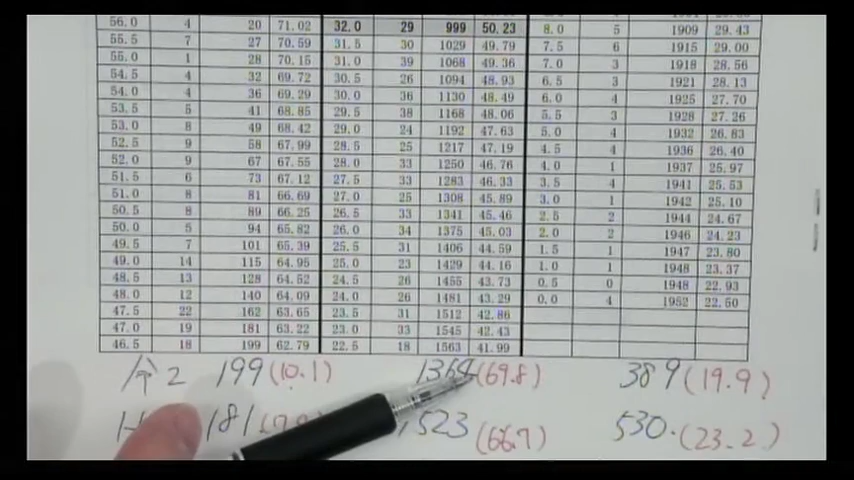 56.0 4 20 71.02 32.0 29 999 50.23 8.0 5 1909 29.43
55.5 7 27 70.59 31.5 30 1029 49.79 7.5 6 1915 29.00
55.0 1 28 70.15 31.0 39 1068 49.36 7.0 3 1918 28.56
54.5 4 32 69.72 30.5 26 1094 48.93 6.5 3 1921 28.13
54.0 4 36 69.29 30.0 36 1130 48.49 6.0 4 1925 27.70
53.5 5 41 68.85 29.5 38 1168 48.06 5.5 3 1928 27.26
53.0 8 49 68.42 29.0 24 1192 47.63 5.0 4 1932 26.83
52.5 9 58 67.99 28.5 25 1217 47.19 4.5 4 1936 26.40
52.0 9 67 67.55 28.0 33 1250 46.76 4.0 1 1937 25.97
51.5 6 73 67.12 27.5 33 1283 46.33 3.5 4 1941 25.53
51.0 8 81 66.69 27.0 25 1308 45.89 3.0 1 1942 25.10
50.5 8 89 66.25 26.5 33 1341 45.46 2.5 2 1944 24.67
50.0 5 94 65.82 26.0 34 1375 45.03 2.0 2 1946 24.23
49.5 7 101 65.39 25.5 31 1406 44.59 1.5 1 1947 23.80
49.0 14 115 64.95 25.0 23 1429 44.16 1.0 1 1948 23.37
48.5 13 128 64.52 24.5 26 1455 43.73 0.5 0 1948 22.93
48.0 12 140 64.09 24.0 26 1481 43.29 0.0 4 1952 22.50
47.5 22 162 63.65 23.5 31 1512 42.86
47.0 19 181 63.22 23.0 33 1545 42.43
46.5 18 199 62.79 22.5 18 1563 41.99
今2 199(10.1) 1364(69.8) 389(19.9)
181 1523 (66.7) 530.(23.2)